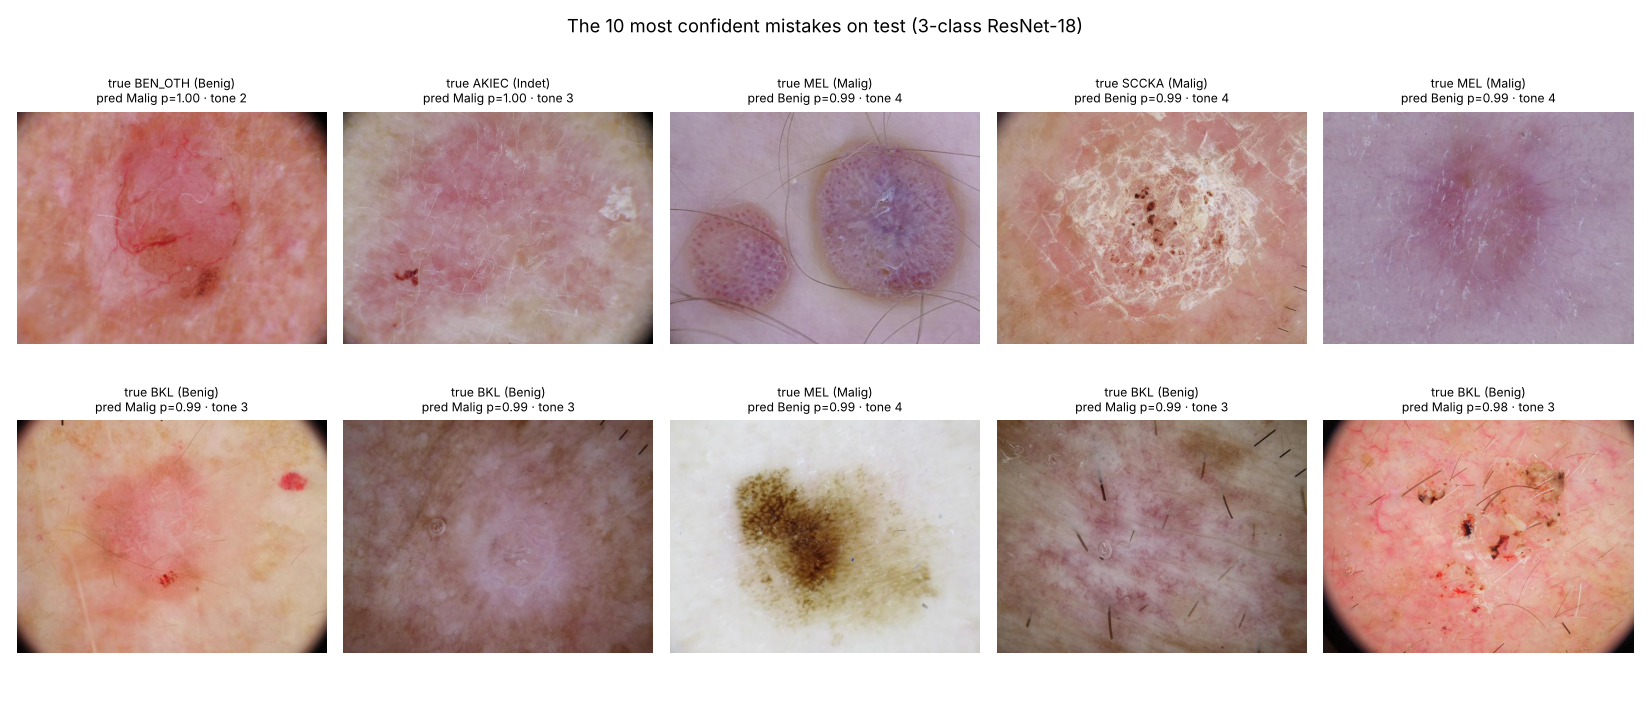 The 10 most confident mistakes on test (3-class ResNet-18)
true BEN_OTH (Benig)
pred Malig p=1.00 · tone 2
true AKIEC (Indet)
pred Malig p=1.00 · tone 3
true MEL (Malig)
pred Benig p=0.99 · tone 4
true SCCKA (Malig)
pred Benig p=0.99 · tone 4
true MEL (Malig)
pred Benig p=0.99 · tone 4
true BKL (Benig)
pred Malig p=0.99 · tone 3
true BKL (Benig)
pred Malig p=0.99 · tone 3
true MEL (Malig)
pred Benig p=0.99 · tone 4
true BKL (Benig)
pred Malig p=0.99 · tone 3
true BKL (Benig)
pred Malig p=0.98 · tone 3